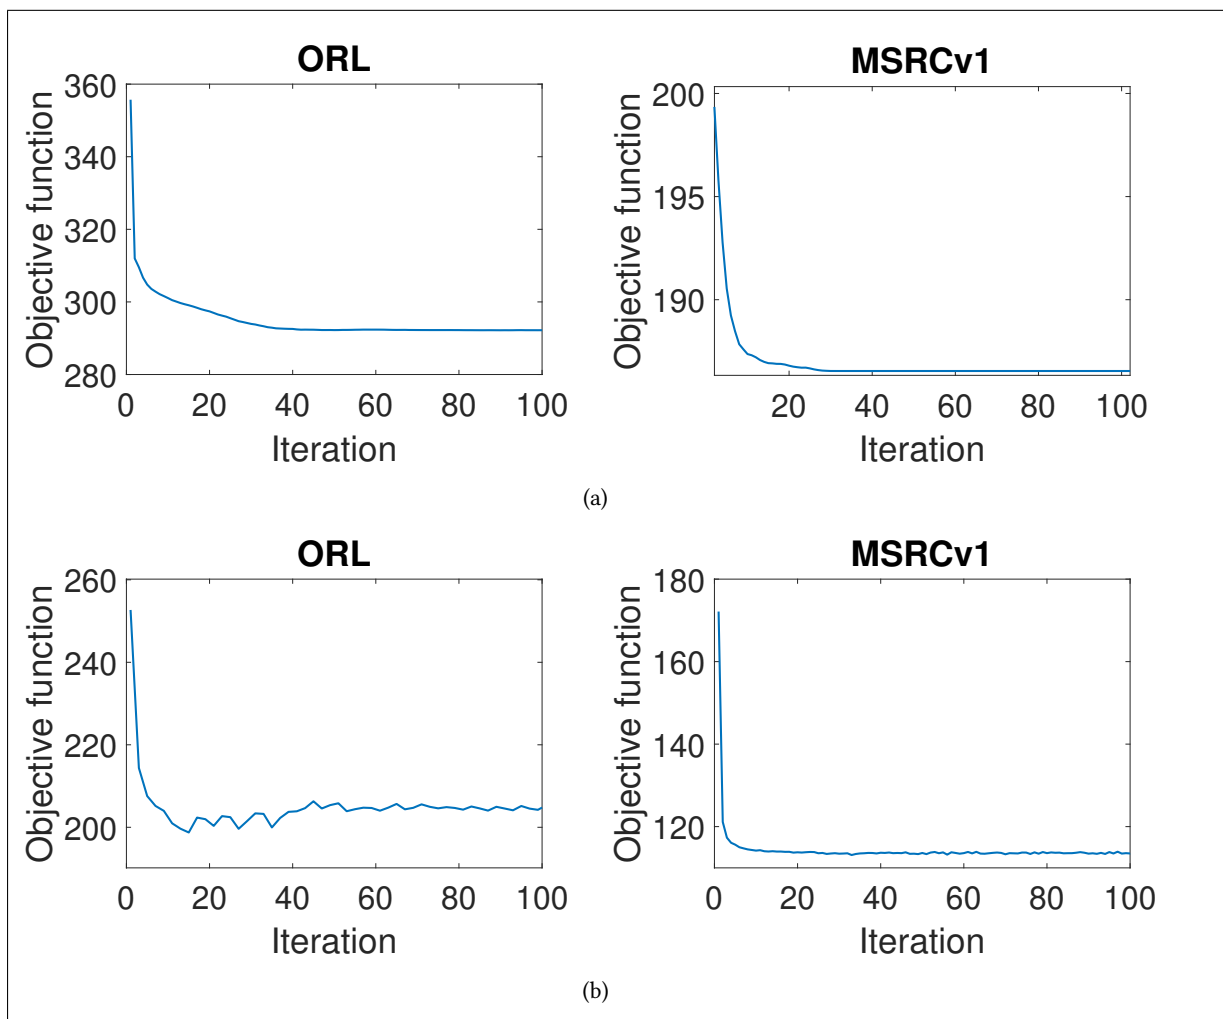 ORL
Objective function
360
340
320
300
280
0 20 40 60 80 100
Iteration
MSRCv1
Objective function
200
195
190
20 40 60 80 100
Iteration
(a)
ORL
Objective function
260
240
220
200
0 20 40 60 80 100
Iteration
MSRCv1
Objective function
180
160
140
120
0 20 40 60 80 100
Iteration
(b)